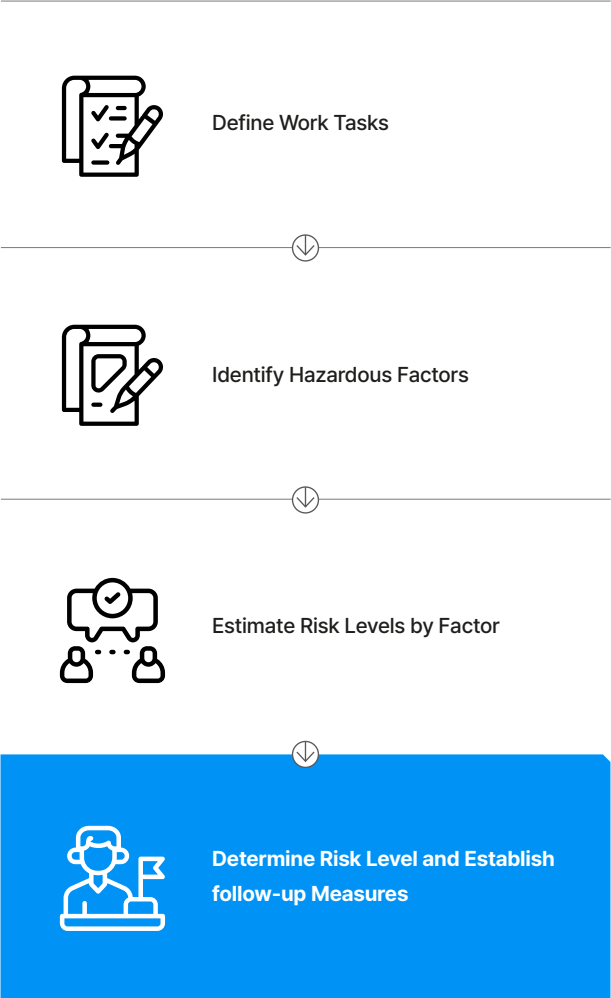 Define Work Tasks
Identify Hazardous Factors
Estimate Risk Levels by Factor
Determine Risk Level and Establish
follow-up Measures